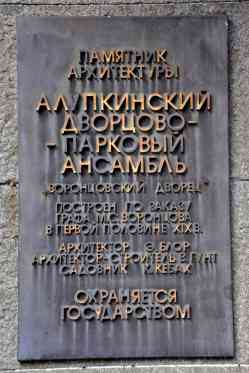 ПАМЯТНИК
АРХИТЕКТУРЫ
АЛУПКИНСКИЙ
ДВОРЦОВО-
-ПАРКОВЫЙ
АНСАМБЛЬ
"ВОРОНЦОВСКИЙ ДВОРЕЦ"
ПОСТРОЕН ПО ЗАКАЗУ
ГРАФА М.С. ВОРОНЦОВА
В ПЕРВОЙ ПОЛОВИНЕ XIX В.
АРХИТЕКТОР Э. БЛОР
АРХИТЕКТОР-СТРОИТЕЛЬ В. ГУНТ
САДОВНИК К. КЕБАХ
ОХРАНЯЕТСЯ
ГОСУДАРСТВОМ